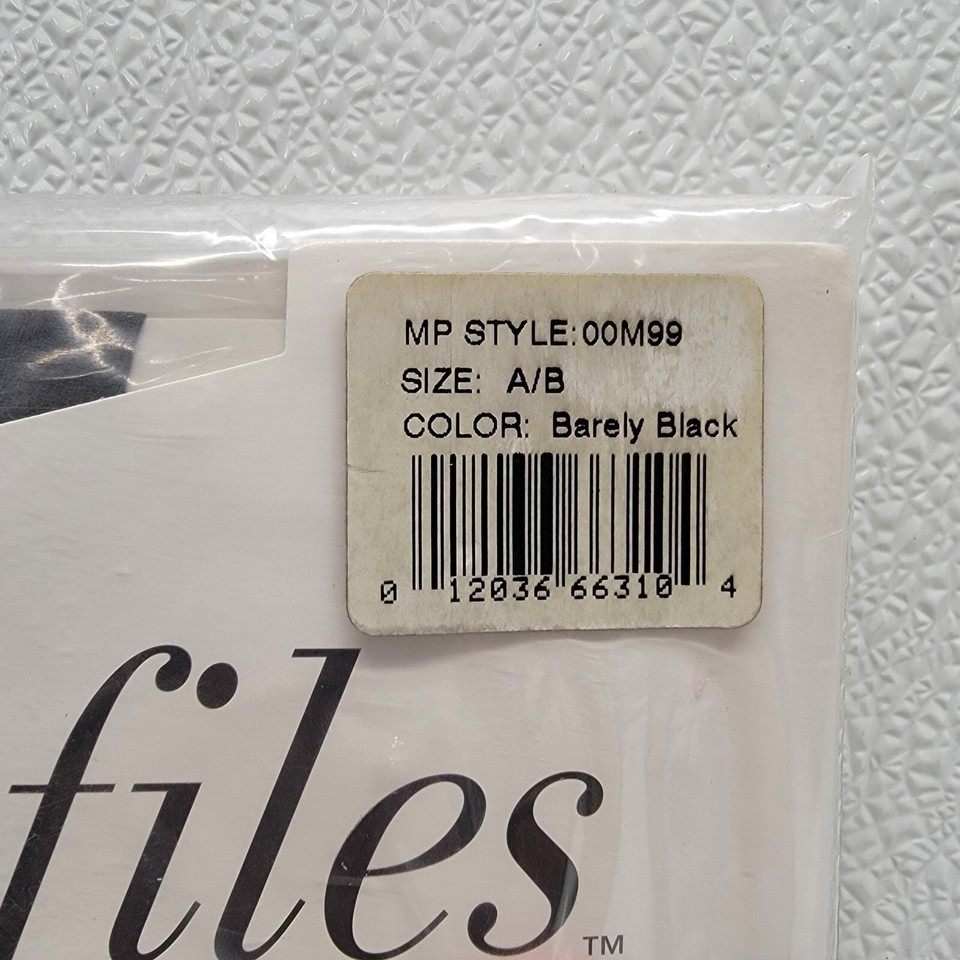 MP STYLE:00M99
SIZE: A/B
COLOR: Barely Black
0 12036 66310 4
files
TM